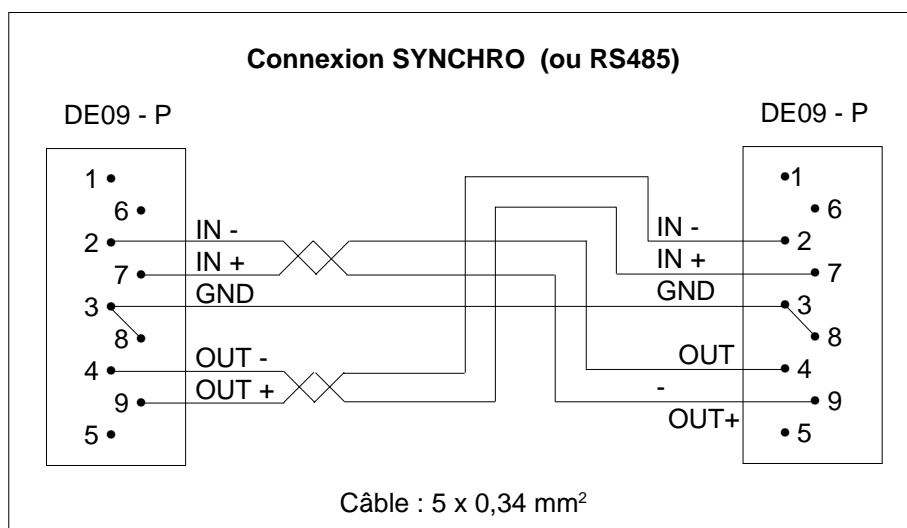 Connexion SYNCHRO (ou RS485)
DE09 - P
DE09 - P
1
6
2
7
3
8
4
9
5
IN -
IN +
GND
OUT -
OUT +
IN -
IN +
GND
OUT
-
OUT+
1
6
2
7
3
8
4
9
5
Câble : 5 x 0,34 mm²